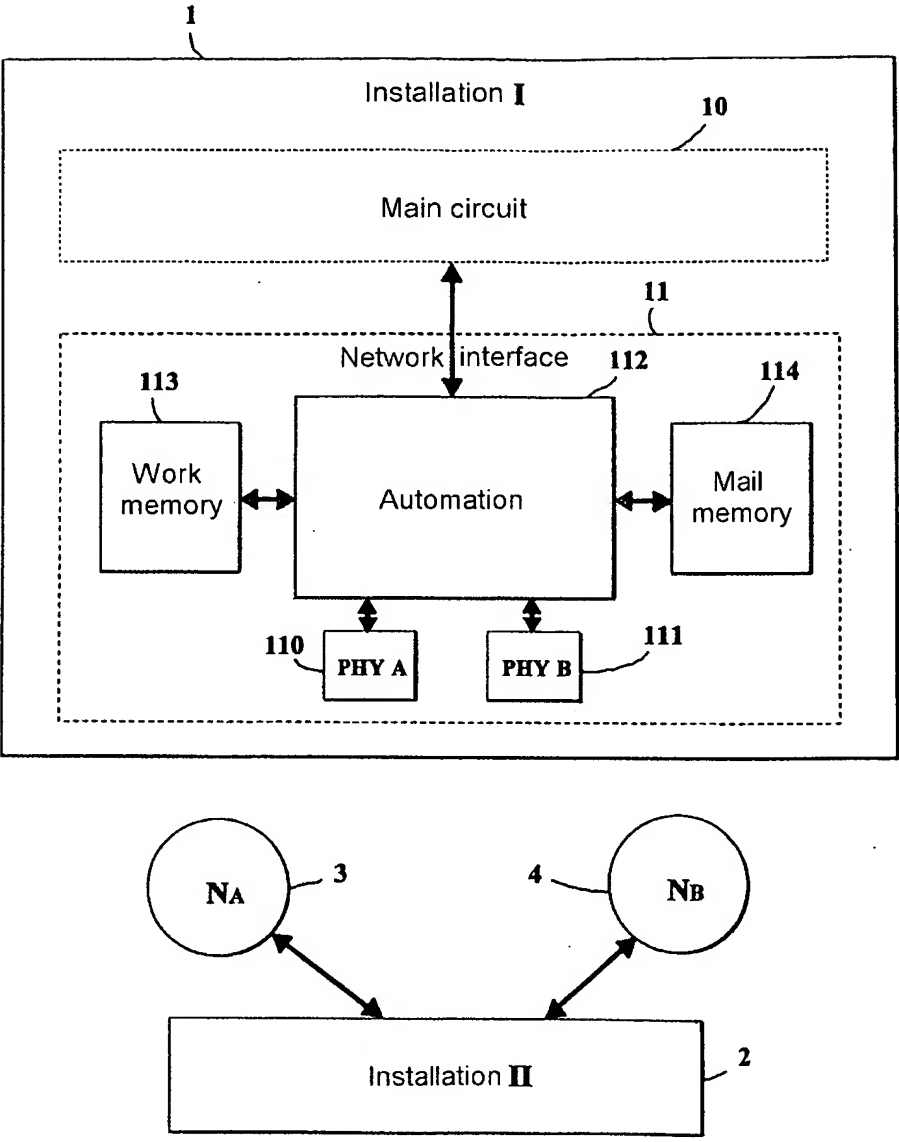 1
Installation I
10
Main circuit
11
Network interface
113
112
114
Work
memory
Automation
Mail
memory
110
PHY A
PHY B
111
NA
3
4
NB
Installation II
2